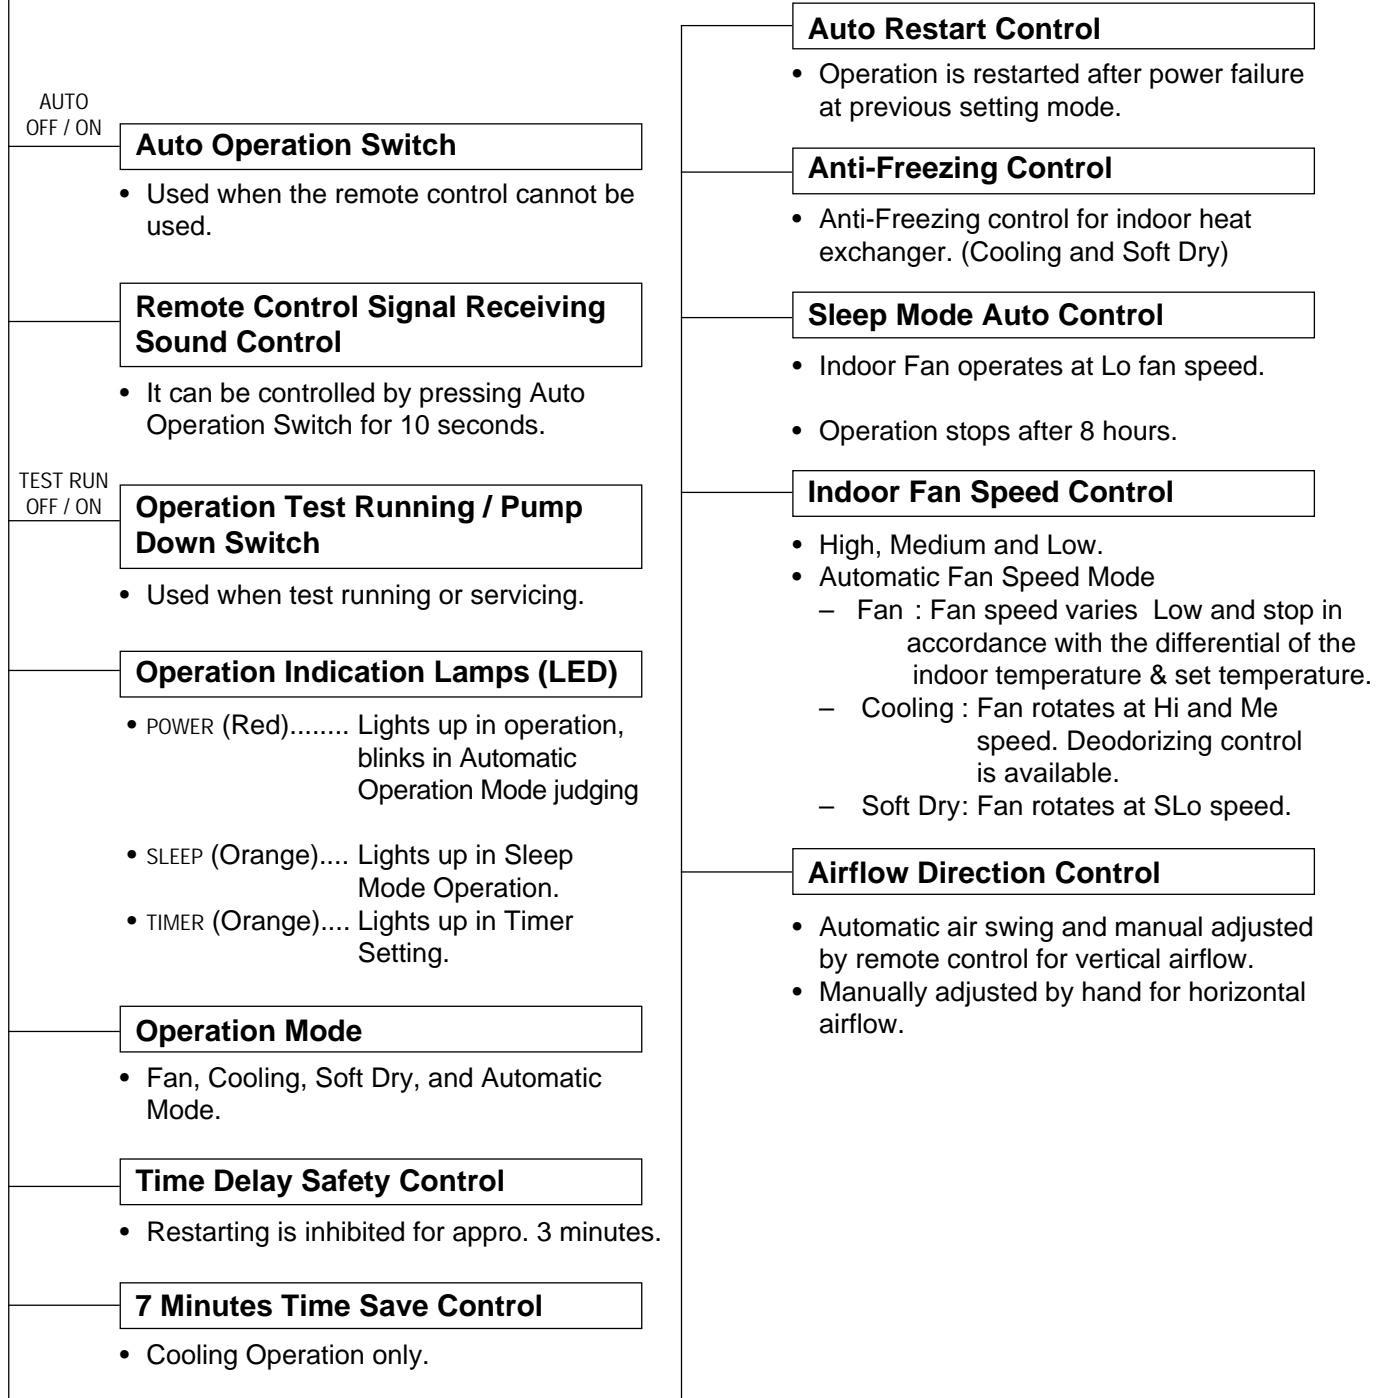 AUTO
OFF / ON
Auto Operation Switch
• Used when the remote control cannot be
used.
Remote Control Signal Receiving
Sound Control
• It can be controlled by pressing Auto
Operation Switch for 10 seconds.
TEST RUN
OFF / ON
Operation Test Running / Pump
Down Switch
• Used when test running or servicing.
Operation Indication Lamps (LED)
• POWER (Red)........ Lights up in operation,
blinks in Automatic
Operation Mode judging
• SLEEP (Orange).... Lights up in Sleep
Mode Operation.
• TIMER (Orange).... Lights up in Timer
Setting.
Operation Mode
• Fan, Cooling, Soft Dry, and Automatic
Mode.
Time Delay Safety Control
• Restarting is inhibited for appro. 3 minutes.
7 Minutes Time Save Control
• Cooling Operation only.
Auto Restart Control
• Operation is restarted after power failure
at previous setting mode.
Anti-Freezing Control
• Anti-Freezing control for indoor heat
exchanger. (Cooling and Soft Dry)
Sleep Mode Auto Control
• Indoor Fan operates at Lo fan speed.
• Operation stops after 8 hours.
Indoor Fan Speed Control
• High, Medium and Low.
• Automatic Fan Speed Mode
– Fan : Fan speed varies Low and stop in
accordance with the differential of the
indoor temperature & set temperature.
– Cooling : Fan rotates at Hi and Me
speed. Deodorizing control
is available.
– Soft Dry: Fan rotates at SLo speed.
Airflow Direction Control
• Automatic air swing and manual adjusted
by remote control for vertical airflow.
• Manually adjusted by hand for horizontal
airflow.